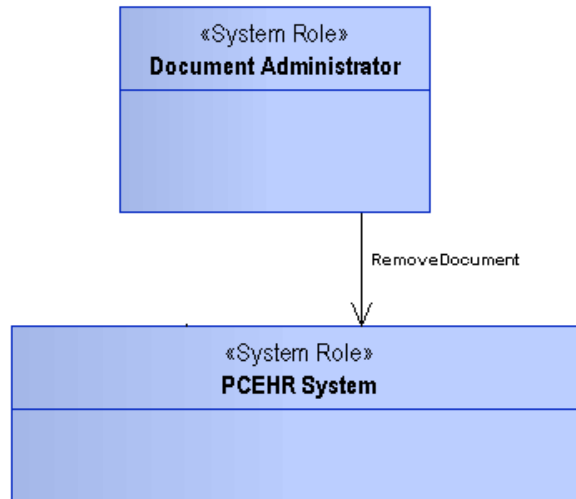 «System Role»
Document Administrator
RemoveDocument
«System Role»
PCEHR System